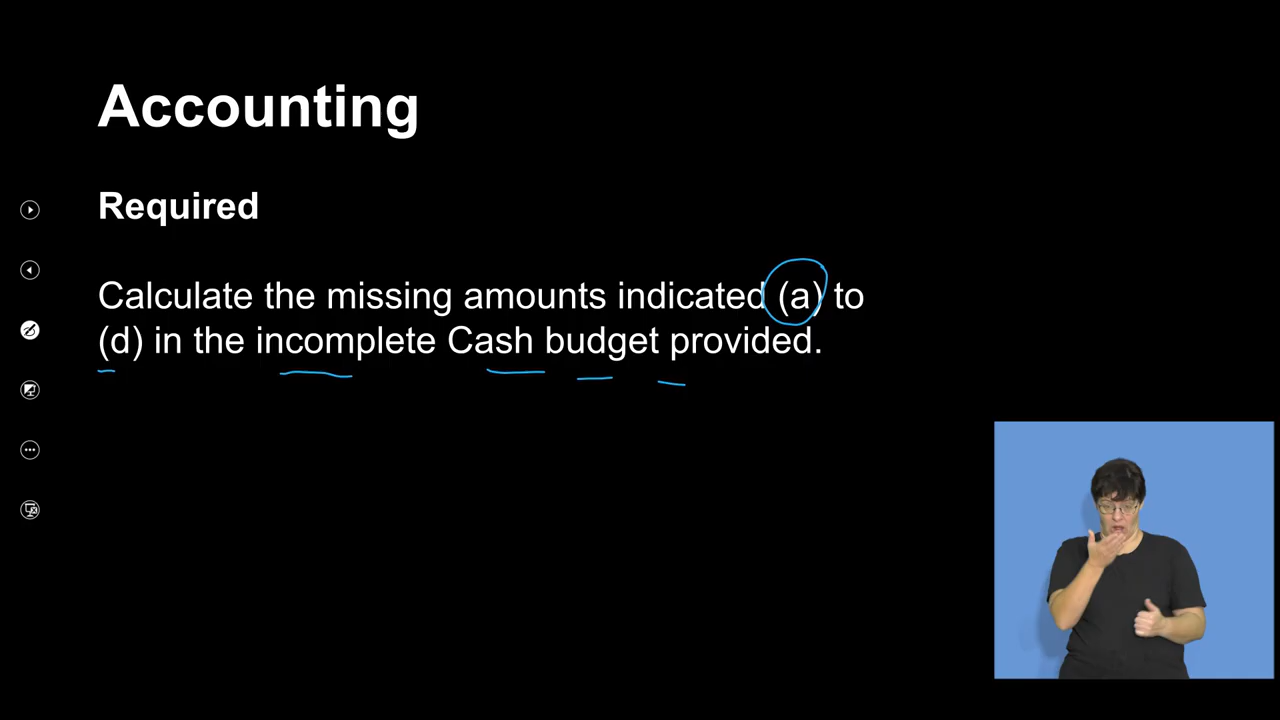 Accounting
Required
Calculate the missing amounts indicated (a) to
(d) in the incomplete Cash budget provided.